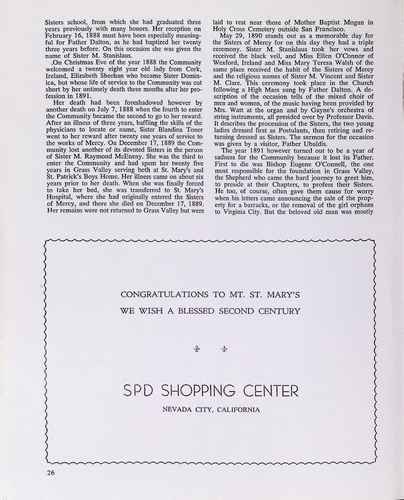 Sisters school, from which she had graduated three
years previously with many honors. Her reception on
February 16, 1888 must have been especially meaning-
ful for Father Dalton, as he had baptized her twenty
three years before. On this occasion she was given the
name of Sister M. Stanislaus.
On Christmas Eve of the year 1888 the Community
welcomed a twenty eight year old lady from Cork,
Ireland, Elizabeth Sheehan who became Sister Domin-
ica, but whose life of service to the Community was cut
short by her untimely death three months after her pro-
fession in 1891.
Her death had been foreshadowed however by
another death on July 7, 1888 when the fourth to enter
the Community became the second to go to her reward.
After an illness of three years, baffling the skills of the
physicians to locate or name, Sister Blandina Toner
went to her reward after twenty one years of service to
the works of Mercy. On December 17, 1889 the Com-
munity lost another of its devoted Sisters in the person
of Sister M. Raymond McEneny. She was the third to
enter the Community and had spent her twenty five
years in Grass Valley serving both at St. Mary's and
St. Patrick's Boys Home. Her illness came on about six
years prior to her death. When she was finally forced
to take her bed, she was transferred to St. Mary's
Hospital, where she had originally entered the Sisters
of Mercy, and there she died on December 17, 1889.
Her remains were not returned to Grass Valley but were
laid to rest near those of Mother Baptist Mogan in
Holy Cross Cemetery outside San Francisco.
May 29, 1890 stands out as a memorable day for
the Sisters of Mercy for on this day they had a triple
ceremony. Sister M. Stanislaus took her vows and
received the black veil, and Miss Ellen O'Connor of
Wexford, Ireland and Miss Mary Teresa Walsh of the
same place received the habit of the Sisters of Mercy
and the religious names of Sister M. Vincent and Sister
M. Clare. This ceremony took place in the Church
following a High Mass sung by Father Dalton. A de-
scription of the occasion tells of the mixed choir of
men and women, of the music having been provided by
Mrs. Watt at the organ and by Gayne's orchestra of
string instruments, all presided over by Professor Davis.
It describes the procession of the Sisters, the two young
ladies dressed first as Postulants, then retiring and re-
turning dressed as Sisters. The sermon for the occasion
was given by a visitor, Father Ubaldis.
The year 1891 however turned out to be a year of
sadness for the Community because it lost its Father.
First to die was Bishop Eugene O'Connell, the one
most responsible for the foundation in Grass Valley,
the Shepherd who came the hard journey to greet him,
to preside at their Chapters, to profess their Sisters.
He too, of course, often gave them cause for worry
when his letters came announcing the sale of the prop-
erty for a barracks, or the removal of the girl orphans
to Virginia City. But the beloved old man was mostly
CONGRATULATIONS TO MT. ST. MARY'S
WE WISH A BLESSED SECOND CENTURY
SPD SHOPPING CENTER
NEVADA CITY, CALIFORNIA
26